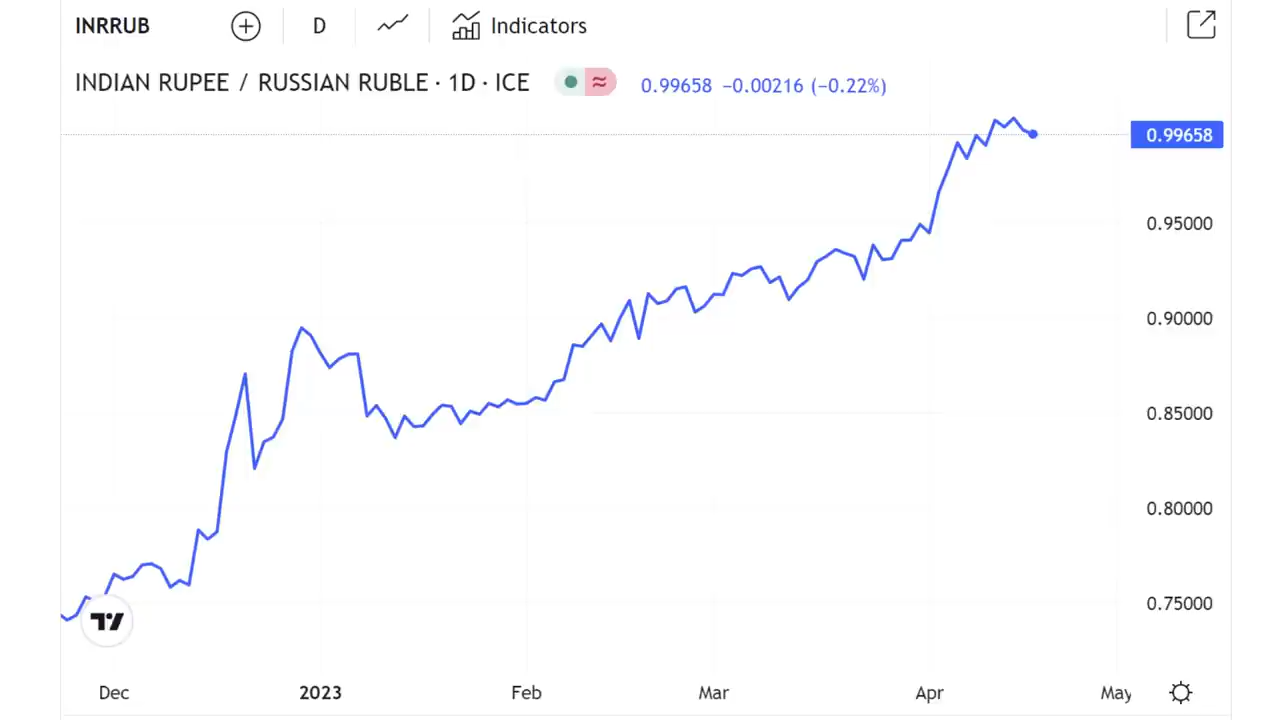 INRRUB D Indicators
INDIAN RUPEE / RUSSIAN RUBLE · 1D · ICE ≈ 0.99658 −0.00216 (−0.22%)
0.99658
0.95000
0.90000
0.85000
0.80000
0.75000
Dec 2023 Feb Mar Apr May